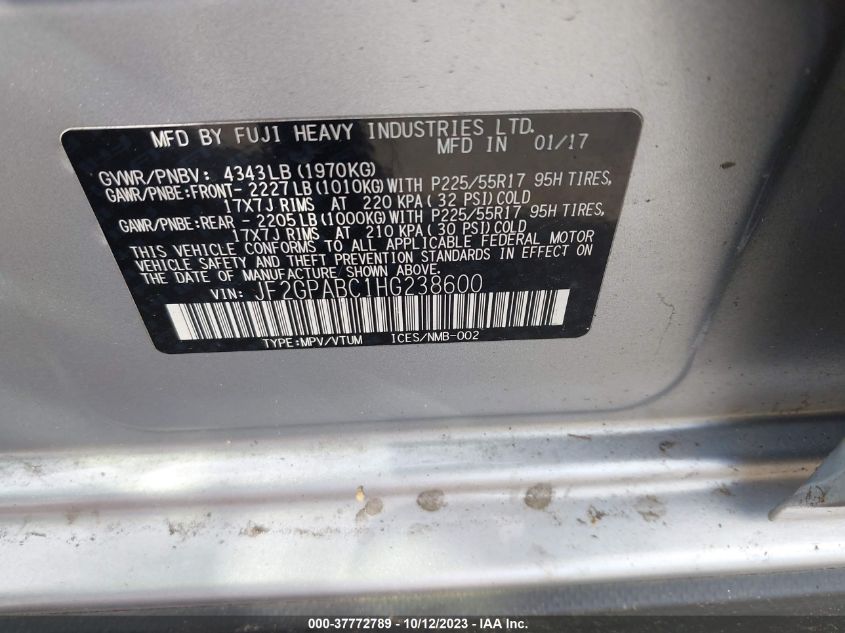 MFD BY FUJI HEAVY INDUSTRIES LTD.
MFD IN 01/17
GVWR/PNBV: 4343LB (1970KG)
GAWR/PNBE:FRONT- 2227LB(1010KG)WITH P225/55R17 95H TIRES,
17X7J RIMS AT 220 KPA( 32 PSI)COLD
GAWR/PNBE:REAR - 2205LB(1000KG)WITH P225/55R17 95H TIRES,
17X7J RIMS AT 210 KPA( 30 PSI)COLD
THIS VEHICLE CONFORMS TO ALL APPLICABLE FEDERAL MOTOR
VEHICLE SAFETY AND THEFT PREVENTION STANDARDS IN EFFECT ON
THE DATE OF MANUFACTURE SHOWN ABOVE.
VIN: JF2GPABC1HG238600
TYPE:MPV/VTUM ICES/NMB-002
000-37772789 - 10/12/2023 - IAA Inc.